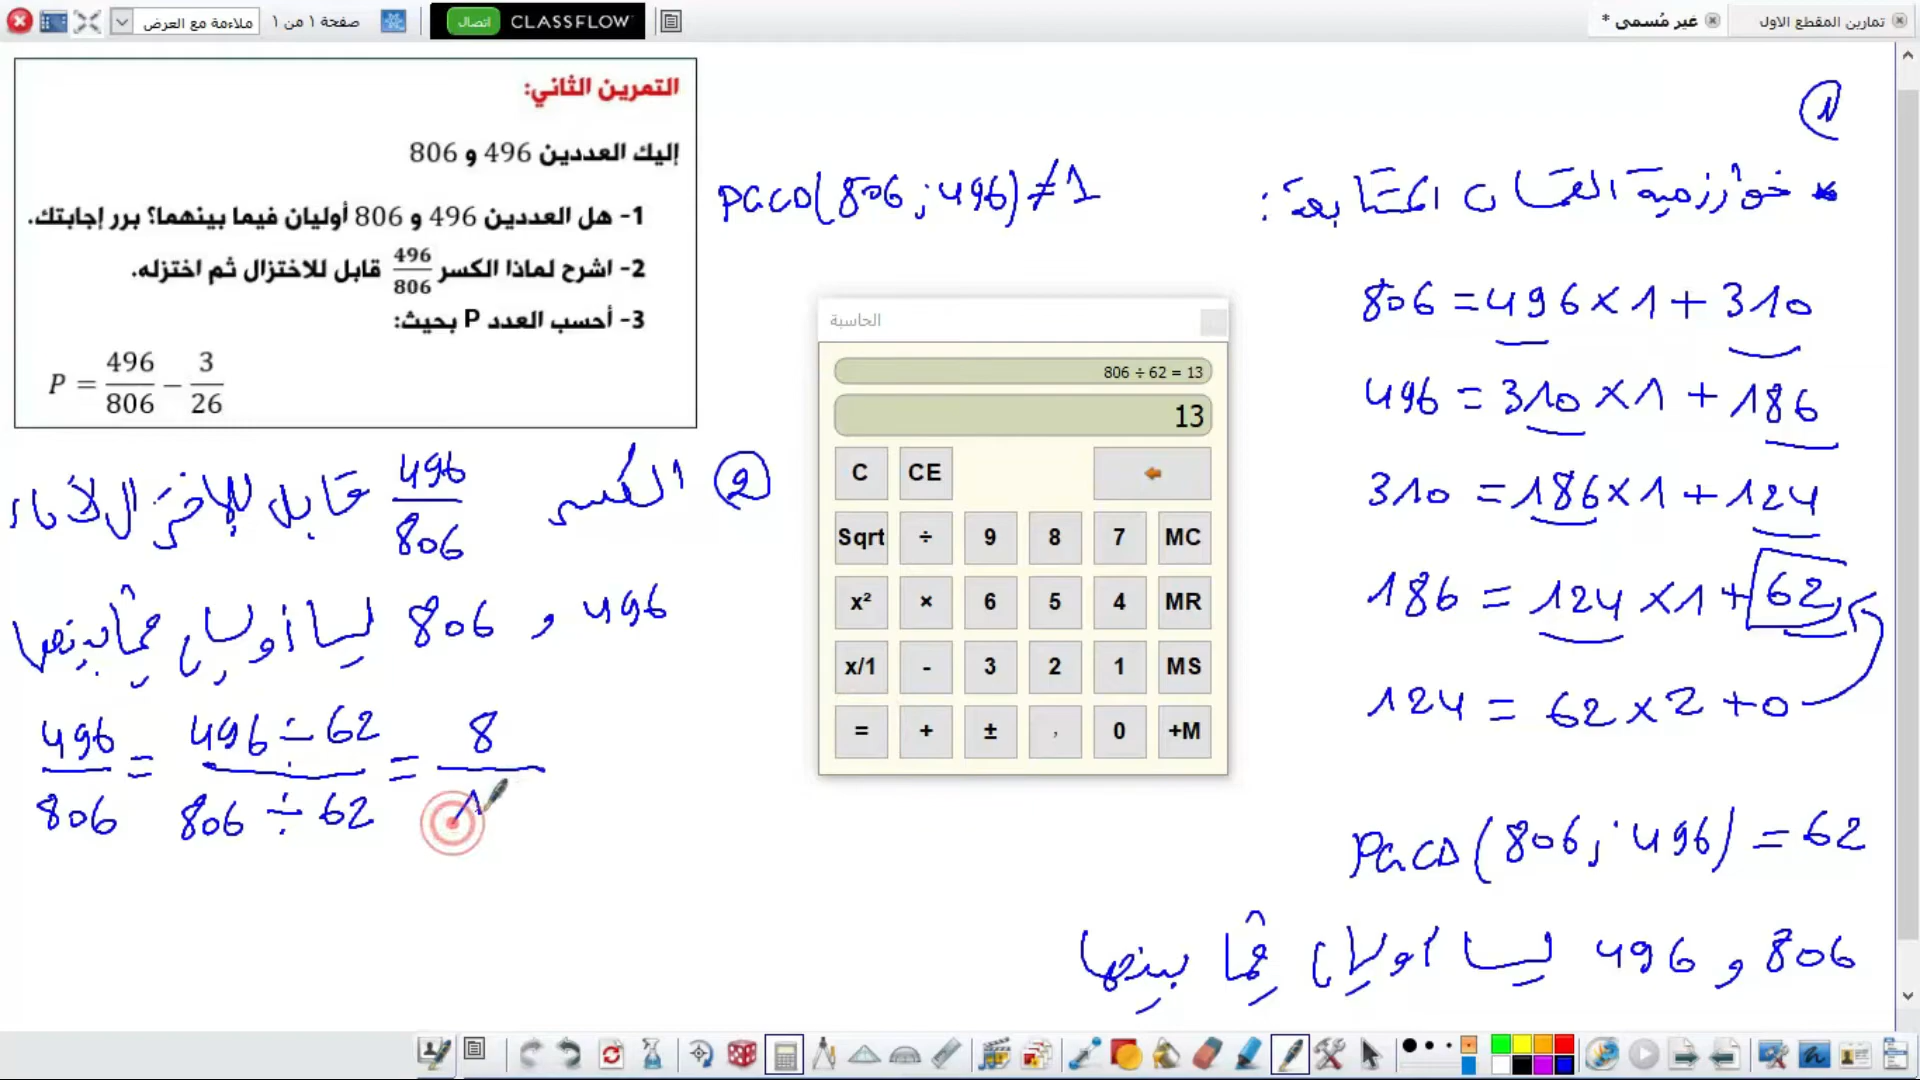 صفحة ١ من ١
ملاءمة مع العرض
اتصال CLASSFLOW
غير مُسمى *
تمارين المقطع الاول
التمرين الثاني:
إليك العددين 496 و 806
1- هل العددين 496 و 806 أوليان فيما بينهما؟ برر إجابتك.
2- اشرح لماذا الكسر 496/806 قابل للاختزال ثم اختزله.
3- أحسب العدد P بحيث:
P = 496/806 − 3/26
PGCD(806 ; 496) ≠ 1
1
* خوارزمية القسمات المتتابعة :
806 = 496 × 1 + 310
496 = 310 × 1 + 186
310 = 186 × 1 + 124
186 = 124 × 1 + 62
124 = 62 × 2 + 0
PGCD(806 ; 496) = 62
806 و 496 ليسا أوليان فيما بينهما
2 الكسر 496/806 قابل للإختزال لأن
496 و 806 ليسا أوليان فيما بينهما
496/806 = 496 ÷ 62 / 806 ÷ 62 = 8/1
الحاسبة
806 ÷ 62 = 13
13
C CE
Sqrt ÷ 9 8 7 MC
x² × 6 5 4 MR
x/1 - 3 2 1 MS
= + ± , 0 +M